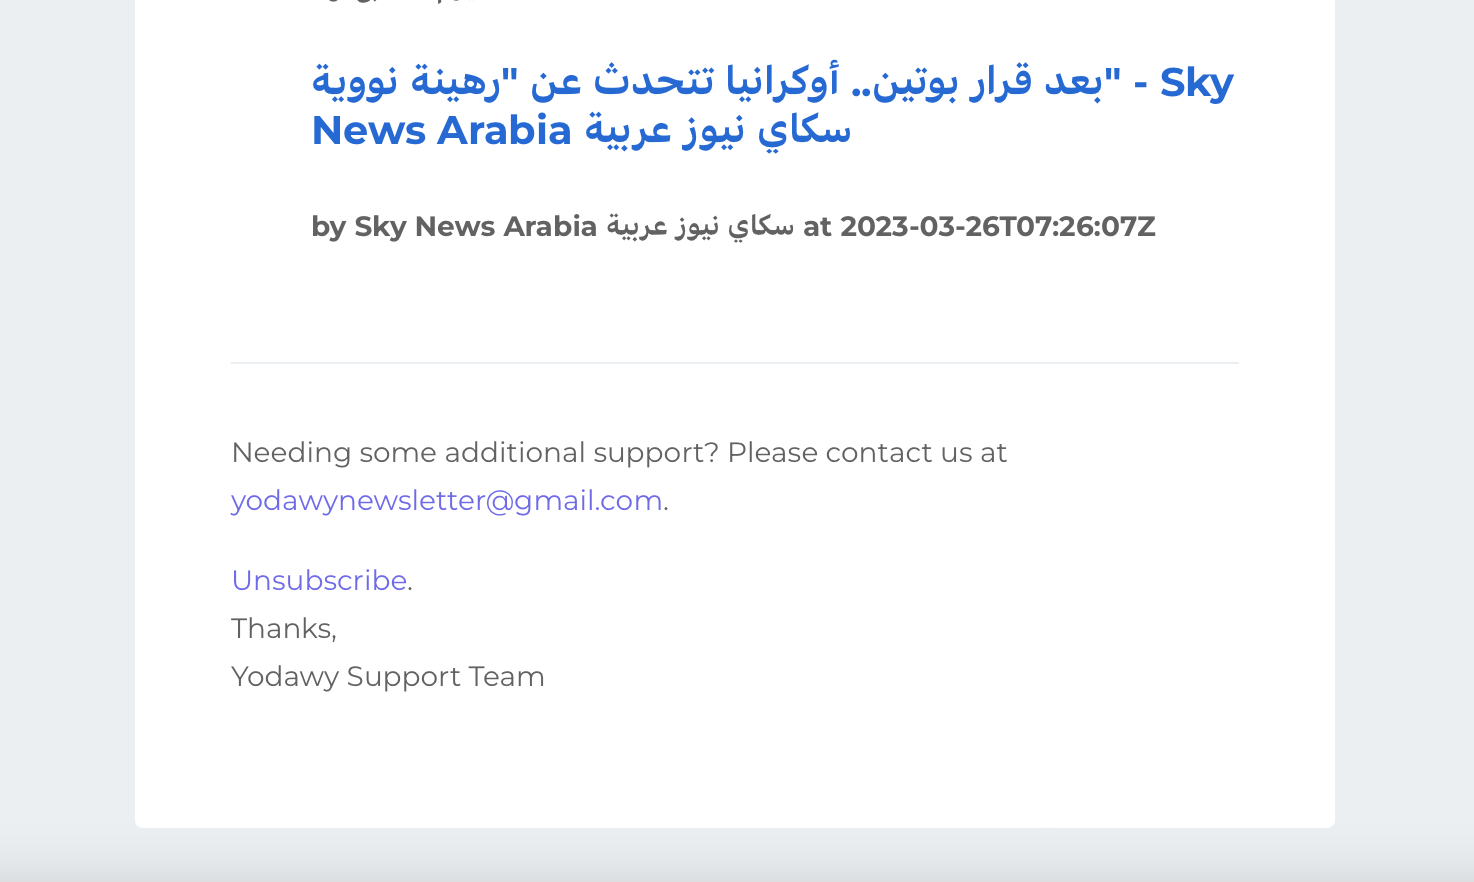 بعد قرار بوتين.. أوكرانيا تتحدث عن "رهينة نووية" - Sky
News Arabia سكاي نيوز عربية
by Sky News Arabia سكاي نيوز عربية at 2023-03-26T07:26:07Z
Needing some additional support? Please contact us at
yodawynewsletter@gmail.com.
Unsubscribe.
Thanks,
Yodawy Support Team